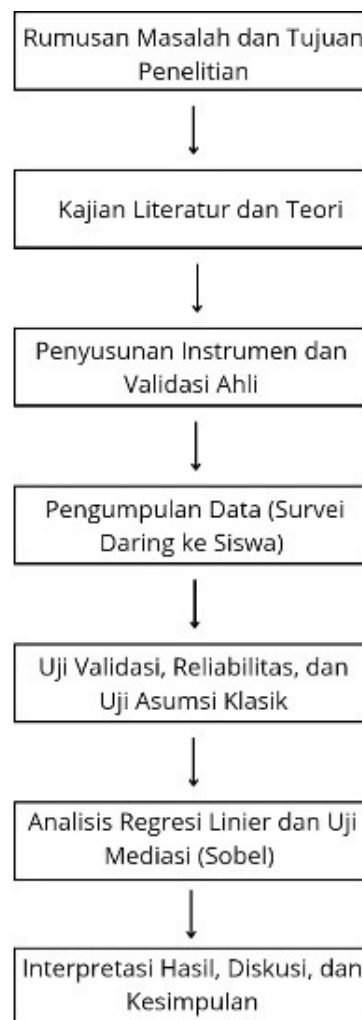 Rumusan Masalah dan Tujuan
Penelitian
Kajian Literatur dan Teori
Penyusunan Instrumen dan
Validasi Ahli
Pengumpulan Data (Survei
Daring ke Siswa)
Uji Validasi, Reliabilitas, dan
Uji Asumsi Klasik
Analisis Regresi Linier dan Uji
Mediasi (Sobel)
Interpretasi Hasil, Diskusi, dan
Kesimpulan